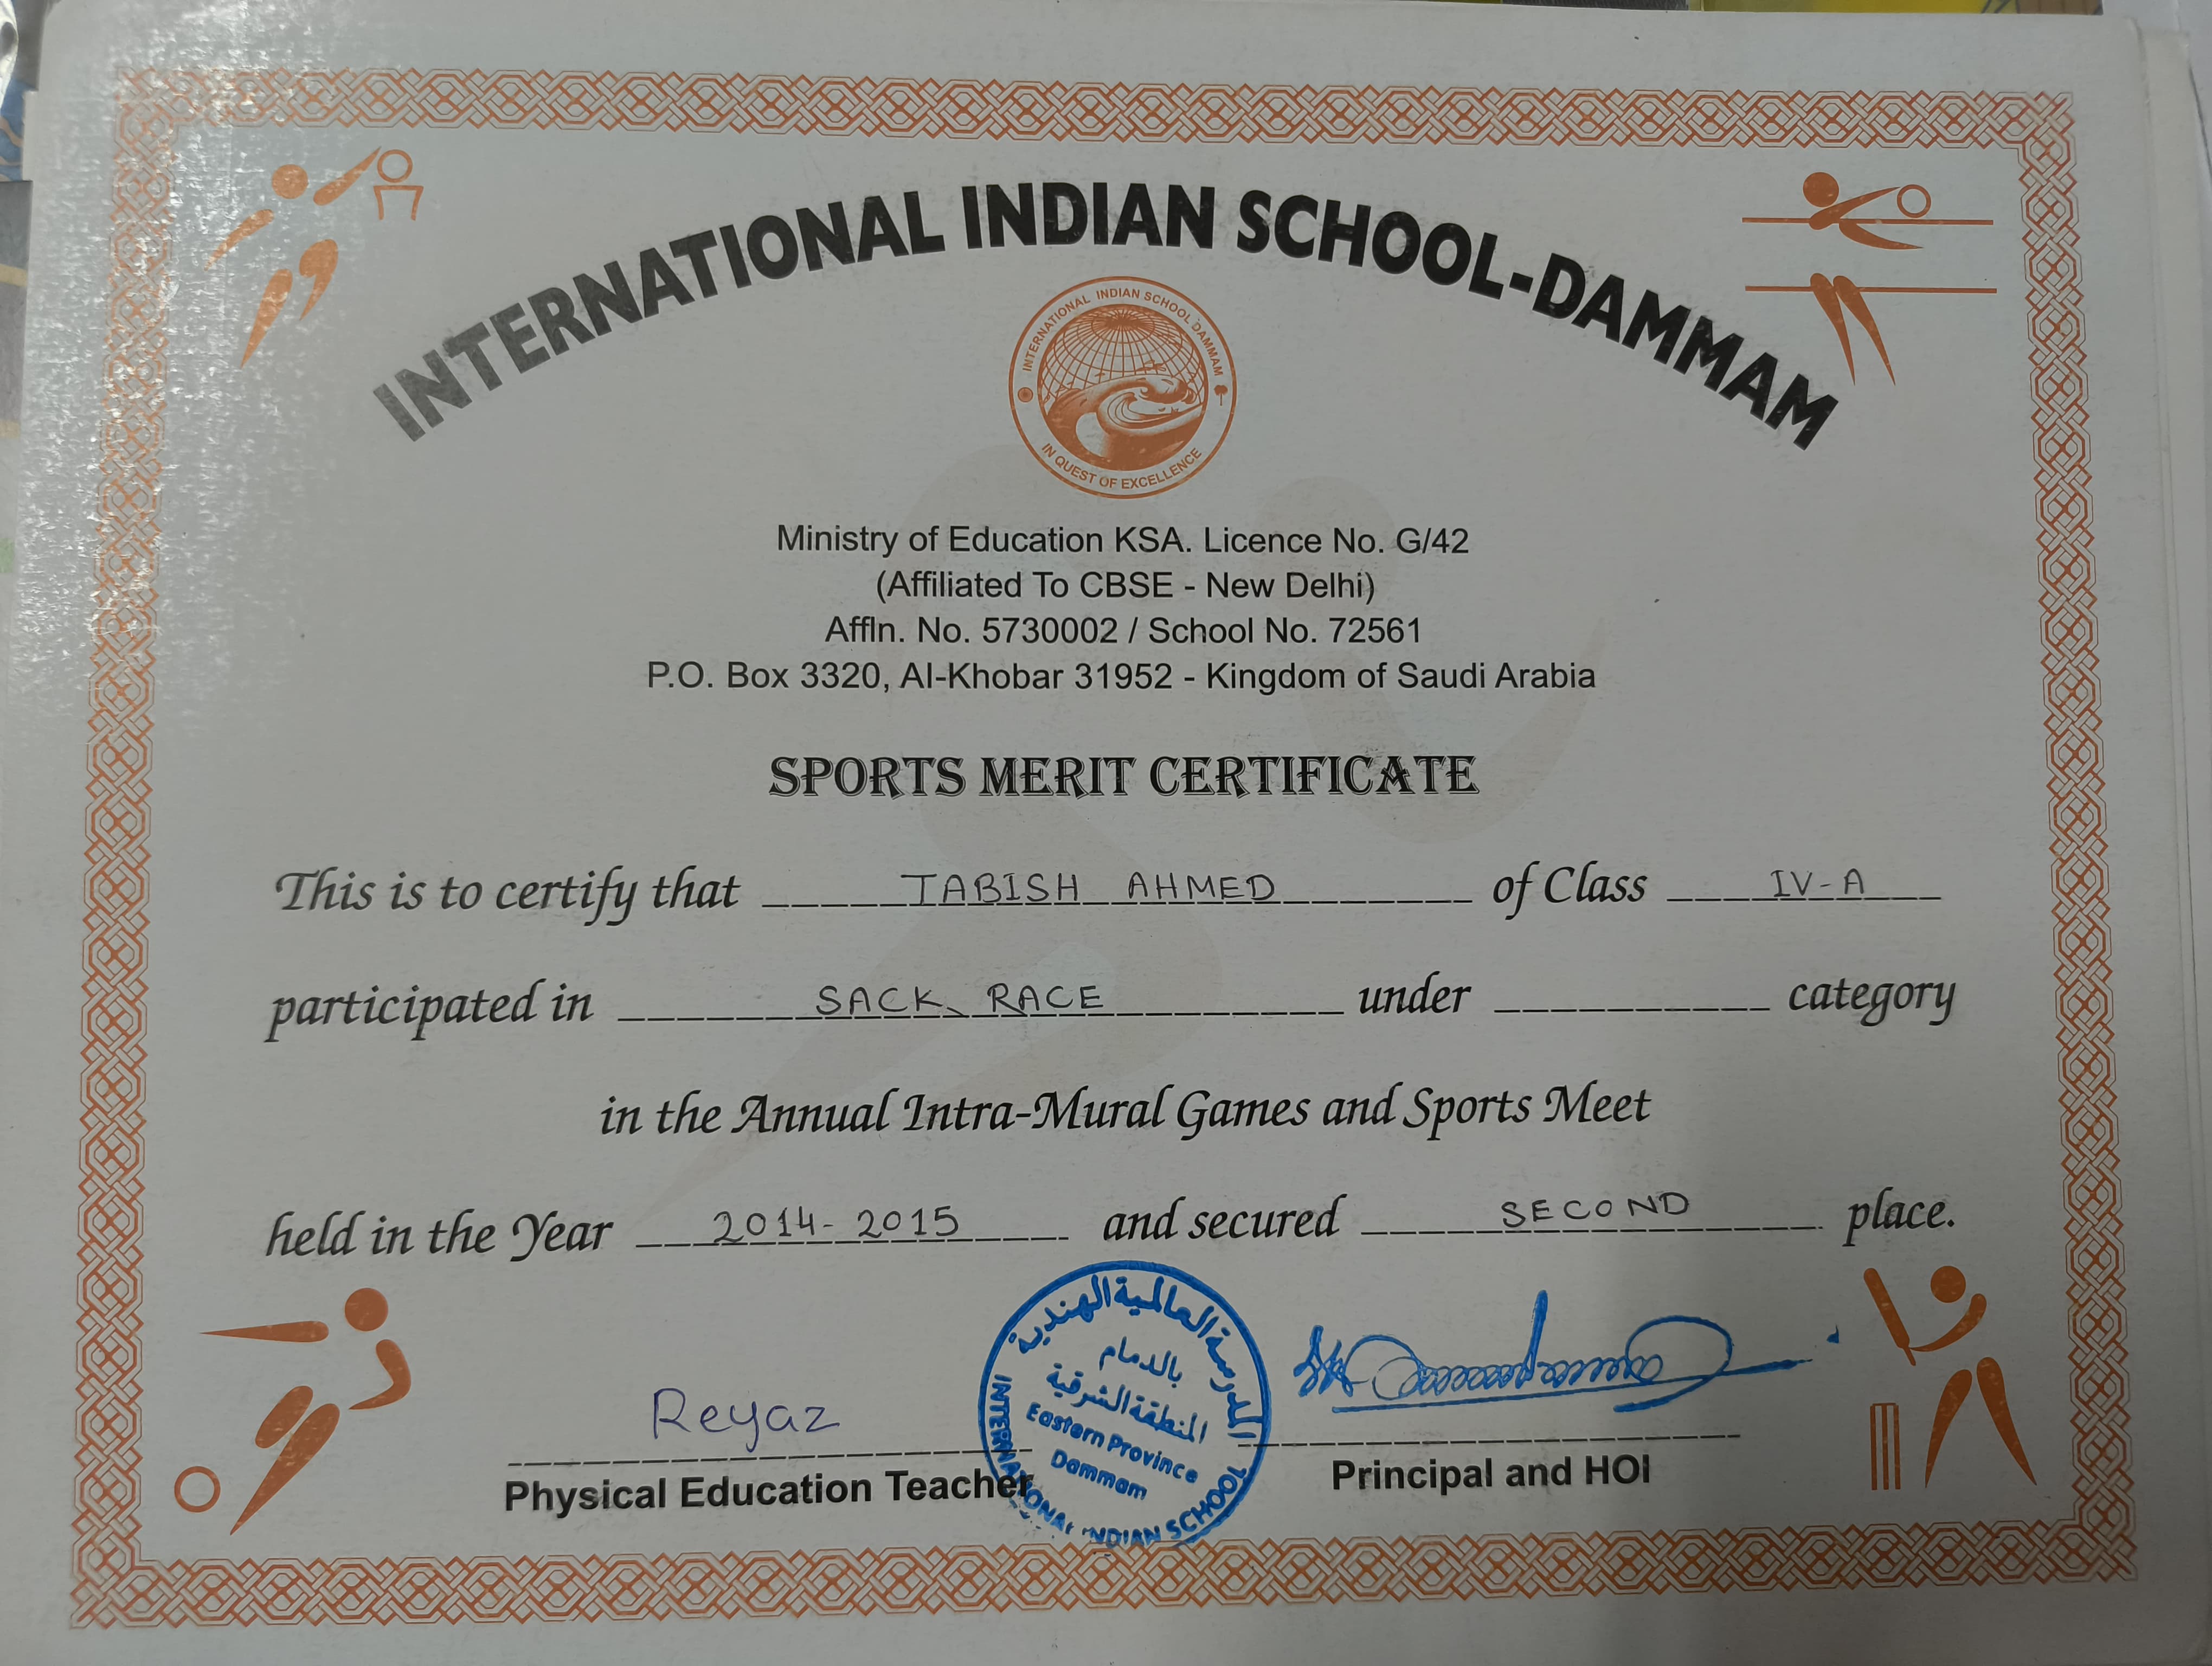 INTERNATIONAL INDIAN SCHOOL-DAMMAM
INTERNATIONAL INDIAN SCHOOL DAMMAM
IN QUEST OF EXCELLENCE
Ministry of Education KSA. Licence No. G/42
(Affiliated To CBSE - New Delhi)
Affln. No. 5730002 / School No. 72561
P.O. Box 3320, Al-Khobar 31952 - Kingdom of Saudi Arabia
SPORTS MERIT CERTIFICATE
This is to certify that TABISH AHMED of Class IV-A
participated in SACK RACE under category
in the Annual Intra-Mural Games and Sports Meet
held in the Year 2014-2015 and secured SECOND place.
المدرسة العالمية الهندية
بالدمام
المنطقة الشرقية
Eastern Province
Dammam
INTERNATIONAL INDIAN SCHOOL
Reyaz
Physical Education Teacher
Principal and HOI